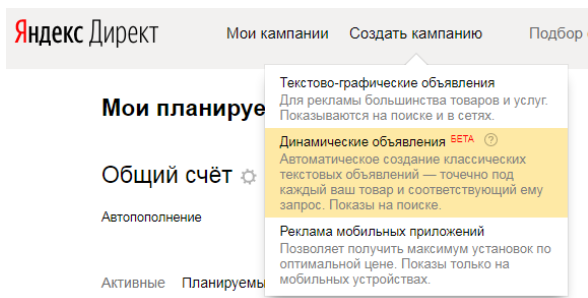 Яндекс Директ Мои кампании Создать кампанию Подбор
Текстово-графические объявления
Для рекламы большинства товаров и услуг.
Показываются на поиске и в сетях.
Мои планируе
Динамические объявления БЕТА ?
Автоматическое создание классических
текстовых объявлений — точечно под
каждый ваш товар и соответствующий ему
запрос. Показы на поиске.
Общий счёт
Автопополнение
Реклама мобильных приложений
Позволяет получить максимум установок по
оптимальной цене. Показы только на
мобильных устройствах.
Активные Планируемы